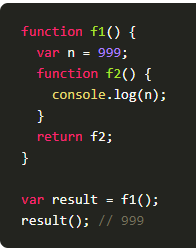 function f1() {
  var n = 999;
  function f2() {
    console.log(n);
  }
  return f2;
}

var result = f1();
result(); // 999